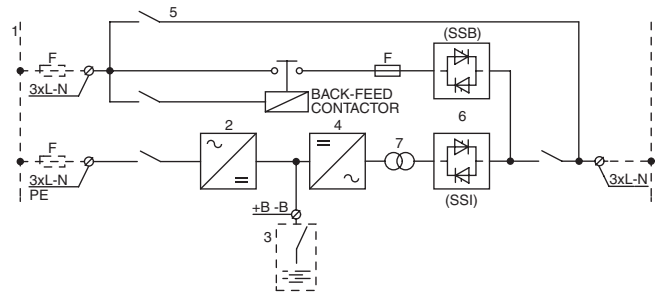 5
1
(SSB)
F
F
3xL-N
BACK-FEED
CONTACTOR
2
4
6
7
F
3xL-N
PE
(SSI)
3xL-N
+B -B
3